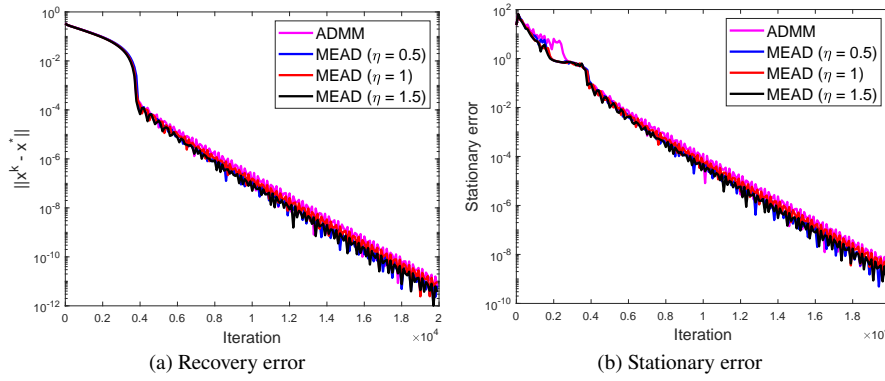 10^0
10^-2
10^-4
10^-6
10^-8
10^-10
10^-12
||x^k - x^*||
ADMM
MEAD (η = 0.5)
MEAD (η = 1)
MEAD (η = 1.5)
0 0.2 0.4 0.6 0.8 1 1.2 1.4 1.6 1.8 2
×10^4
Iteration
(a) Recovery error
10^2
10^0
10^-2
10^-4
10^-6
10^-8
10^-10
Stationary error
ADMM
MEAD (η = 0.5)
MEAD (η = 1)
MEAD (η = 1.5)
0 0.2 0.4 0.6 0.8 1 1.2 1.4 1.6 1.8
Iteration
(b) Stationary error